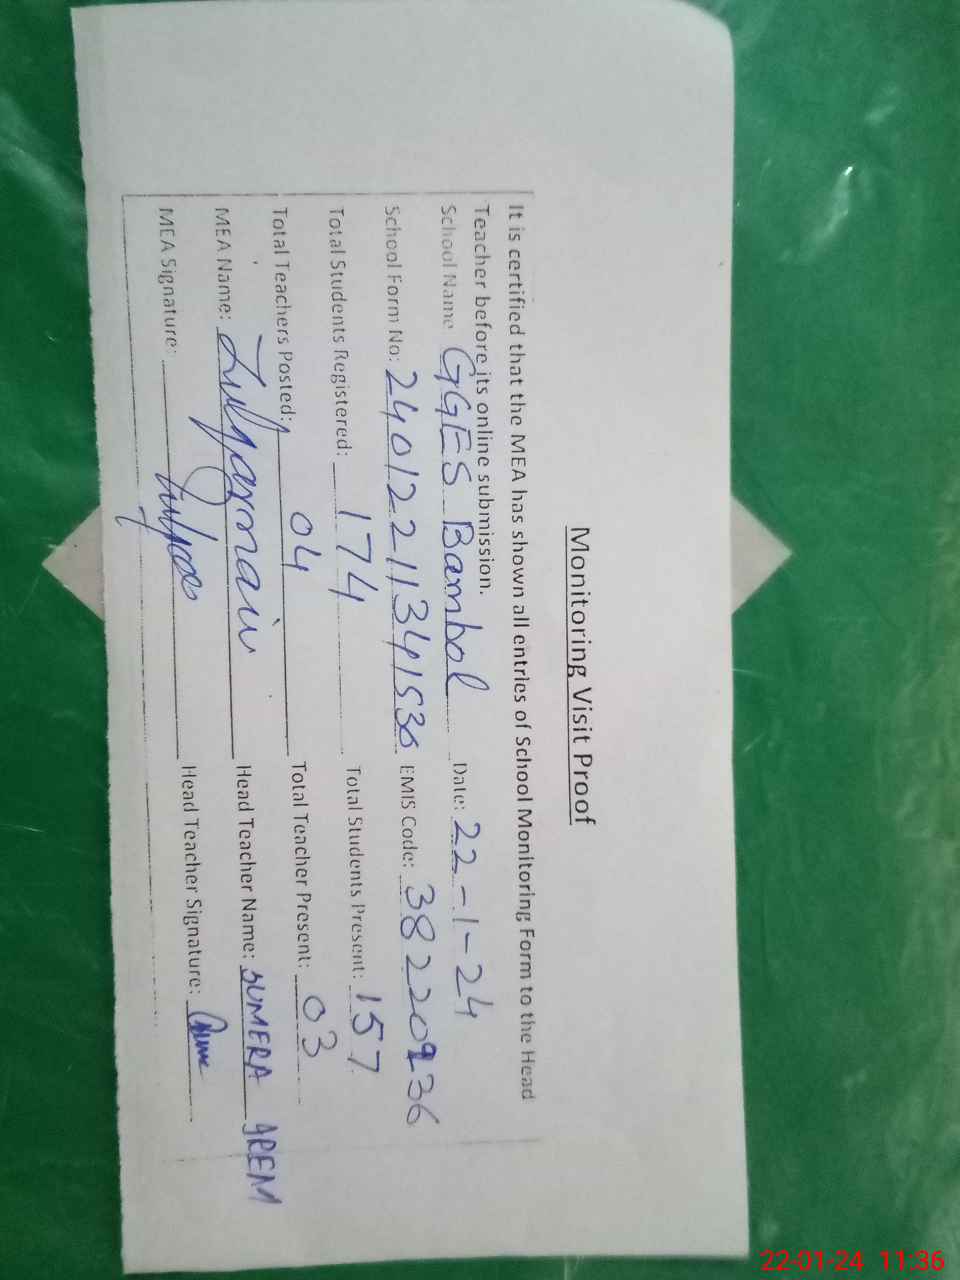 Monitoring Visit Proof
It is certified that the MEA has shown all entries of School Monitoring Form to the Head
Teacher before its online submission.
School Name GGES Bambol Date: 22-1-24
School Form No: 24012211341530 EMIS Code: 38220936
Total Students Registered: 174 Total Students Present: 157
Total Teachers Posted: 04 Total Teacher Present: 03
MEA Name: Zulqarnain Head Teacher Name: SUMERA
MEA Signature: Head Teacher Signature:
22-01-24 11:36